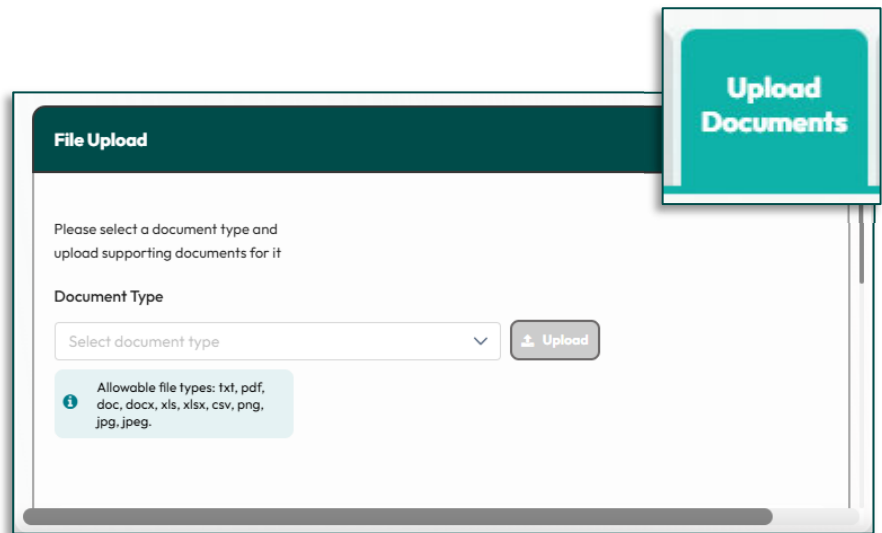 Upload
Documents
File Upload
Please select a document type and
upload supporting documents for it
Document Type
Select document type
Upload
Allowable file types: txt, pdf,
doc, docx, xls, xlsx, csv, png,
jpg, jpeg.